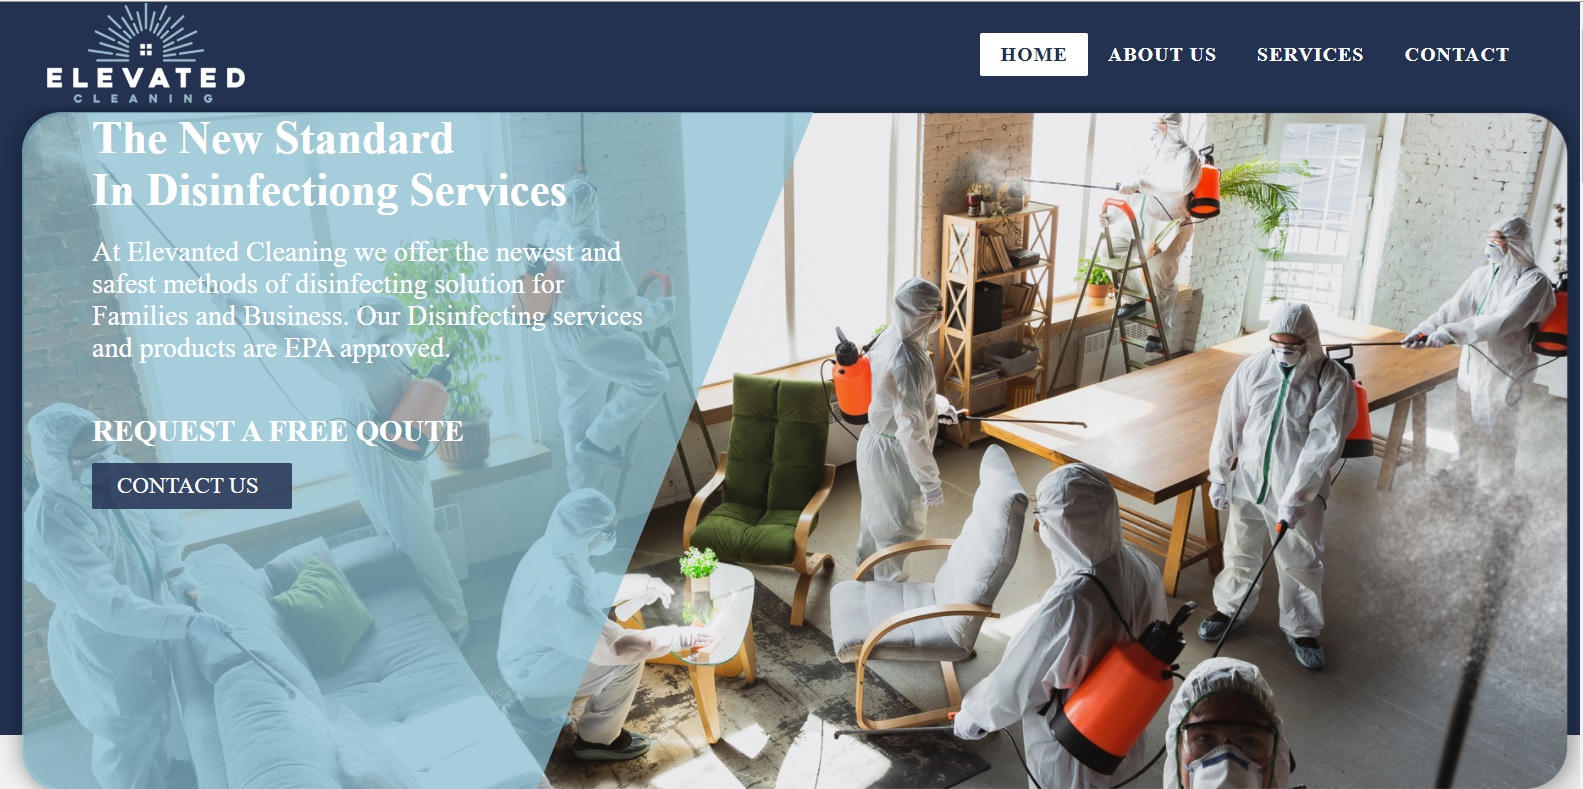 ELEVATED
CLEANING
HOME ABOUT US SERVICES CONTACT
The New Standard
In Disinfectiong Services
At Elevanted Cleaning we offer the newest and
safest methods of disinfecting solution for
Families and Business. Our Disinfecting services
and products are EPA approved.
REQUEST A FREE QOUTE
CONTACT US